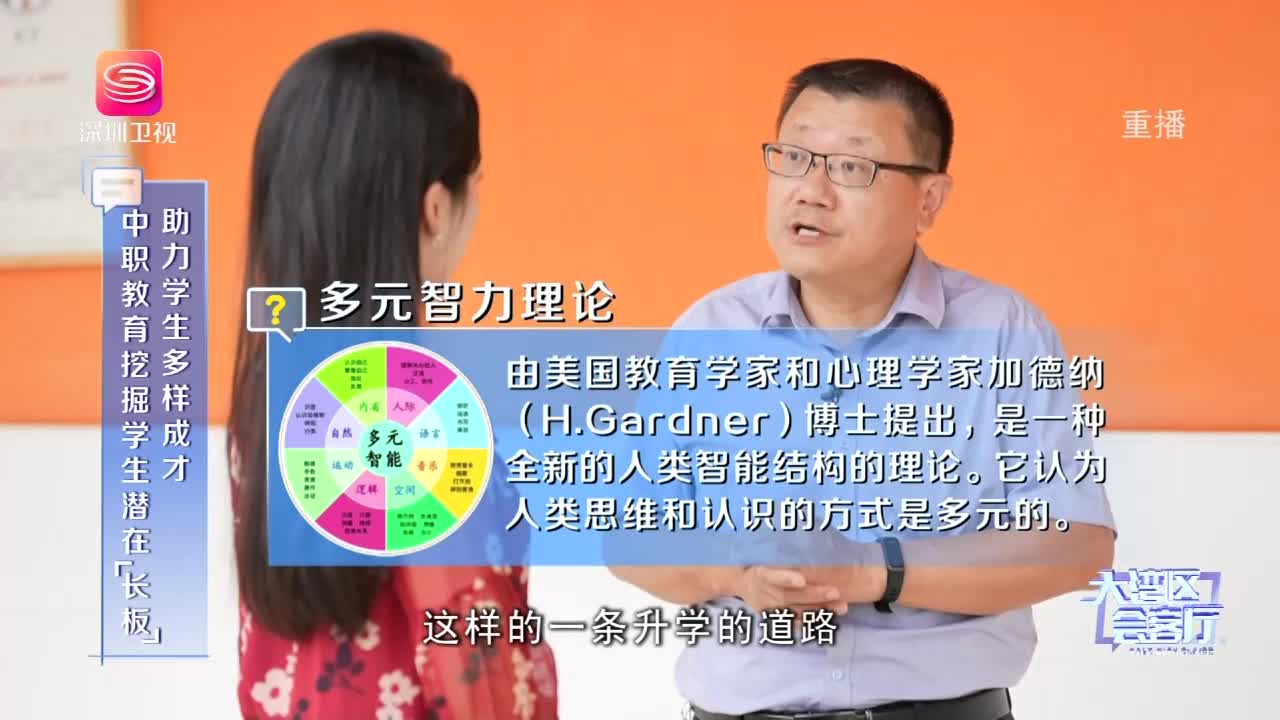 深圳卫视
重播
助力学生多样成才
中职教育挖掘学生潜在「长板」
?
多元智力理论
由美国教育学家和心理学家加德纳
（H.Gardner）博士提出，是一种
全新的人类智能结构的理论。它认为
人类思维和认识的方式是多元的。
多元
智能
内省
人际
语言
音乐
空间
逻辑
运动
自然
这样的一条升学的道路
大湾区
会客厅